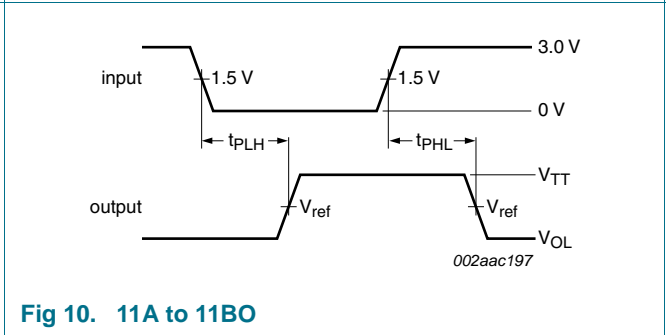 3.0 V
input
1.5 V
1.5 V
0 V
tPLH
tPHL
VTT
output
Vref
Vref
VOL
002aac197
Fig 10. 11A to 11BO